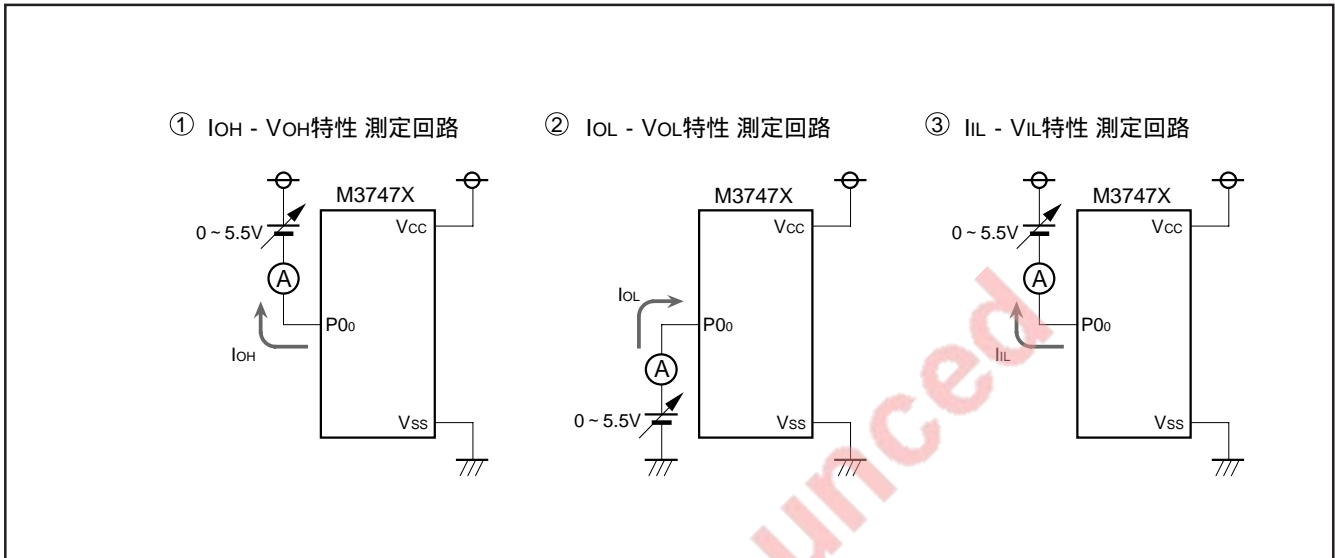 ① IOH - VOH特性 測定回路
M3747X
VCC
0 ~ 5.5V
A
P00
IOH
VSS
② IOL - VOL特性 測定回路
M3747X
VCC
IOL
P00
A
0 ~ 5.5V
VSS
③ IIL - VIL特性 測定回路
M3747X
VCC
0 ~ 5.5V
A
P00
IIL
VSS
unced